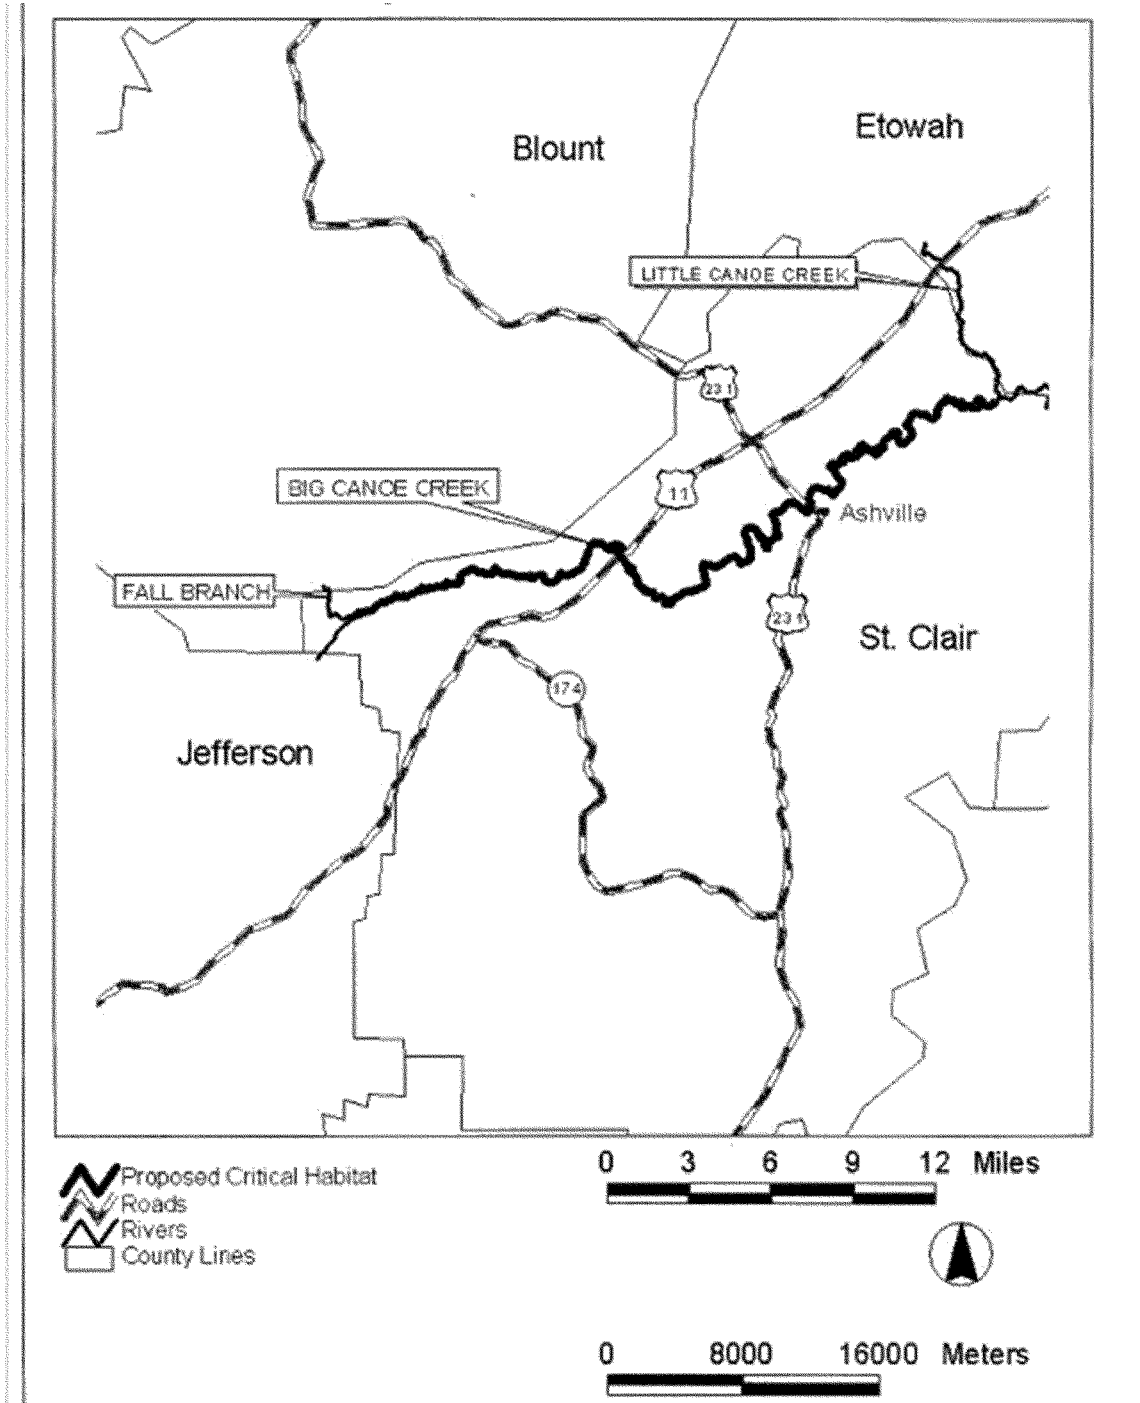 Blount
Etowah
LITTLE CANOE CREEK
231
BIG CANOE CREEK
11
Ashville
FALL BRANCH
231
St. Clair
174
Jefferson
Proposed Critical Habitat
Roads
Rivers
County Lines
0 3 6 9 12 Miles
0 8000 16000 Meters